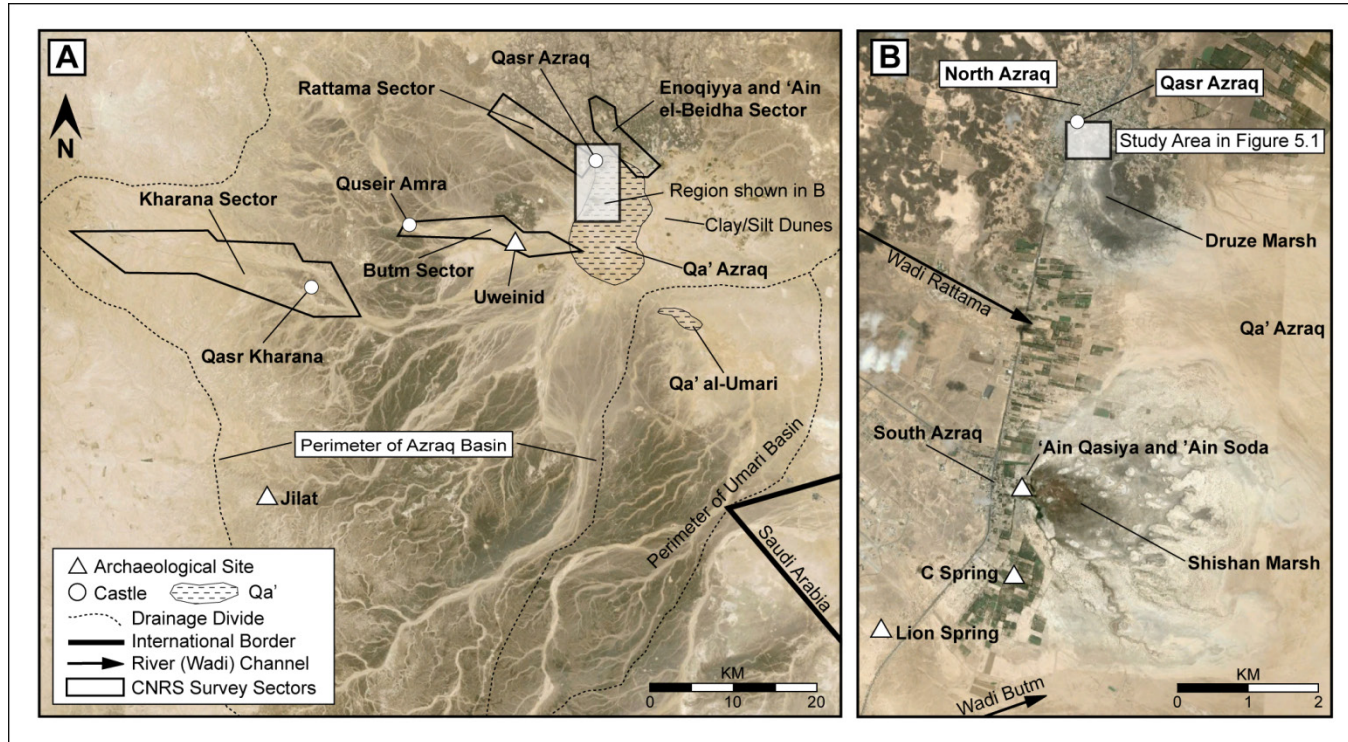 A
N
Qasr Azraq
Rattama Sector
Enoqiyya and ‘Ain
el-Beidha Sector
Quseir Amra
Region shown in B
Kharana Sector
Clay/Silt Dunes
Butm Sector
Qa’ Azraq
Uweinid
Qasr Kharana
Qa’ al-Umari
Perimeter of Azraq Basin
Perimeter of Umari Basin
Jilat
Saudi Arabia
Archaeological Site
Castle
Qa’
Drainage Divide
International Border
River (Wadi) Channel
CNRS Survey Sectors
KM
0 10 20
B
North Azraq
Qasr Azraq
Study Area in Figure 5.1
Druze Marsh
Wadi Rattama
Qa’ Azraq
South Azraq
‘Ain Qasiya and ’Ain Soda
Shishan Marsh
C Spring
Lion Spring
Wadi Butm
KM
0 1 2